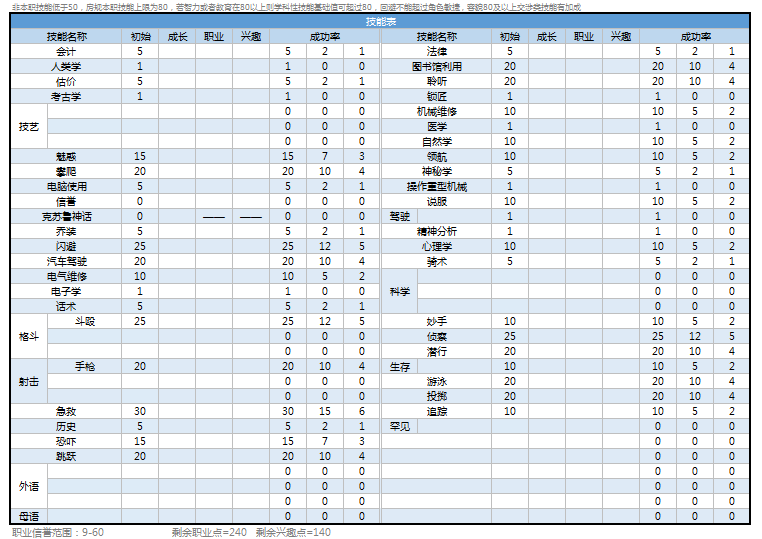 非本职技能低于50，房规本职技能上限为80，若智力或者教育在80以上则学科性技能基础值可超过80，回避不能超过角色敏捷，容貌80及以上交涉类技能有加成
技能表
技能名称 初始 成长 职业 兴趣 成功率 技能名称 初始 成长 职业 兴趣 成功率
会计 5 5 2 1 法律 5 5 2 1
人类学 1 1 0 0 图书馆利用 20 20 10 4
估价 5 5 2 1 聆听 20 20 10 4
考古学 1 1 0 0 锁匠 1 1 0 0
技艺 0 0 0 机械维修 10 10 5 2
0 0 0 医学 1 1 0 0
0 0 0 自然学 10 10 5 2
魅惑 15 15 7 3 领航 10 10 5 2
攀爬 20 20 10 4 神秘学 5 5 2 1
电脑使用 5 5 2 1 操作重型机械 1 1 0 0
信誉 0 0 0 0 说服 10 10 5 2
克苏鲁神话 0 —— —— 0 0 0 驾驶 1 1 0 0
乔装 5 5 2 1 精神分析 1 1 0 0
闪避 25 25 12 5 心理学 10 10 5 2
汽车驾驶 20 20 10 4 骑术 5 5 2 1
电气维修 10 10 5 2 科学 0 0 0
电子学 1 1 0 0 0 0 0
话术 5 5 2 1 0 0 0
格斗 斗殴 25 25 12 5 妙手 10 10 5 2
0 0 0 侦察 25 25 12 5
0 0 0 潜行 20 20 10 4
射击 手枪 20 20 10 4 生存 10 10 5 2
0 0 0 游泳 20 20 10 4
0 0 0 投掷 20 20 10 4
急救 30 30 15 6 追踪 10 10 5 2
历史 5 5 2 1 罕见 0 0 0
恐吓 15 15 7 3 0 0 0
跳跃 20 20 10 4 0 0 0
外语 0 0 0 0 0 0
0 0 0 0 0 0
0 0 0 0 0 0
母语 0 0 0 0 0 0
职业信誉范围：9-60 剩余职业点=240 剩余兴趣点=140